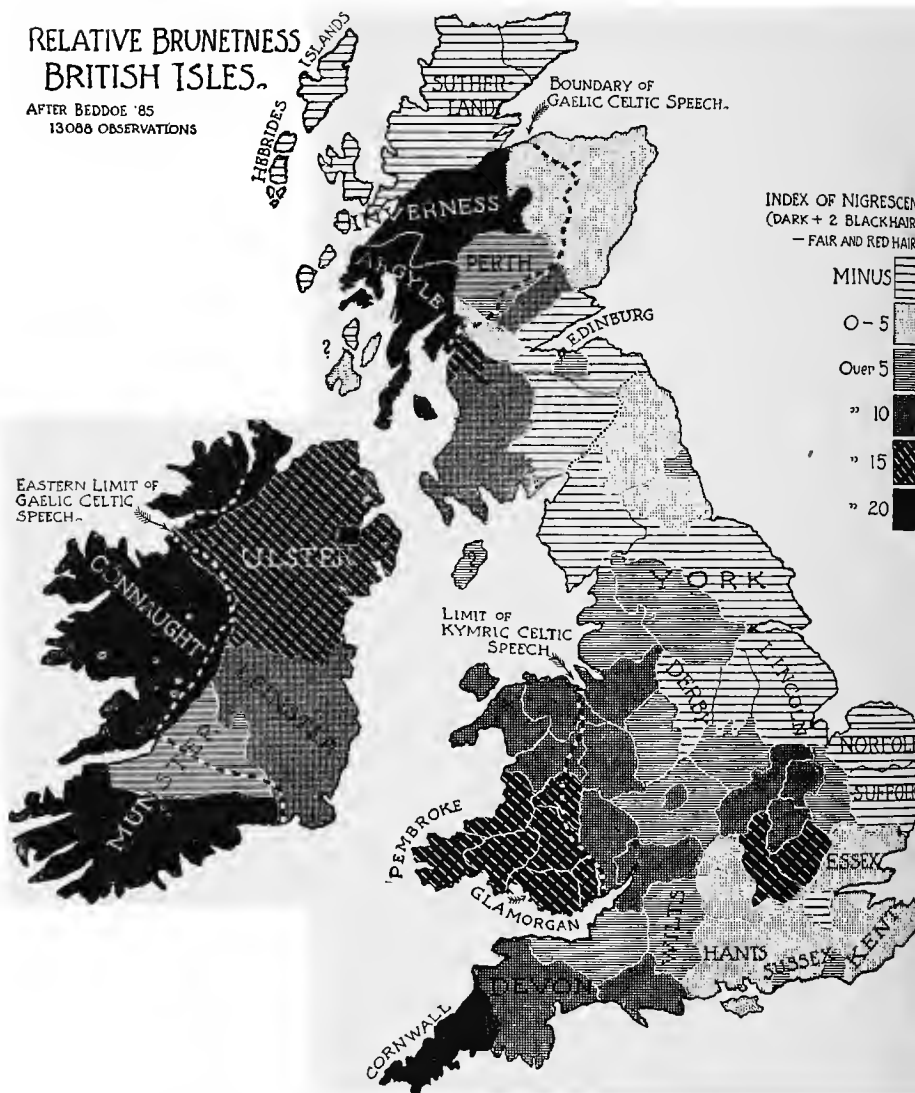 RELATIVE BRUNETNESS
BRITISH ISLES.
AFTER BEDDOE '85
13088 OBSERVATIONS
HEBRIDES
ISLANDS
SUTHER-
LAND
BOUNDARY OF
GAELIC CELTIC SPEECH.
INVERNESS
ARGYLE
PERTH
EDINBURG
INDEX OF NIGRESCEN
(DARK + 2 BLACK HAIR
— FAIR AND RED HAIR
MINUS
0 – 5
Over 5
" 10
" 15
" 20
?
EASTERN LIMIT OF
GAELIC CELTIC
SPEECH.
ULSTER
CONNAUGHT
LEINSTER
MUNSTER
?
YORK
LIMIT OF
KYMRIC CELTIC
SPEECH
DERBY
LINCOLN
NORFOLK
SUFFOLK
PEMBROKE
GLAMORGAN
ESSEX
WILTS
HANTS
SUSSEX
KENT
DEVON
CORNWALL